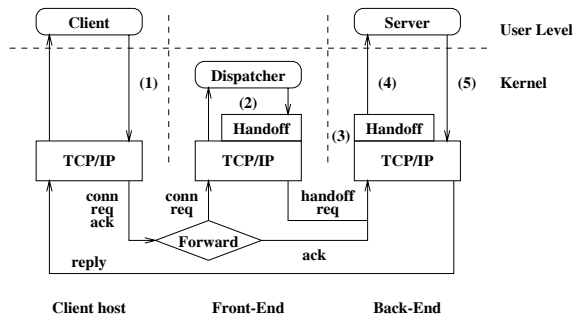 Client
Server
User Level
(1)
Dispatcher
(4)
(5)
Kernel
(2)
Handoff
(3)
Handoff
TCP/IP
TCP/IP
TCP/IP
conn
req
ack
conn
req
handoff
req
Forward
ack
reply
Client host
Front-End
Back-End